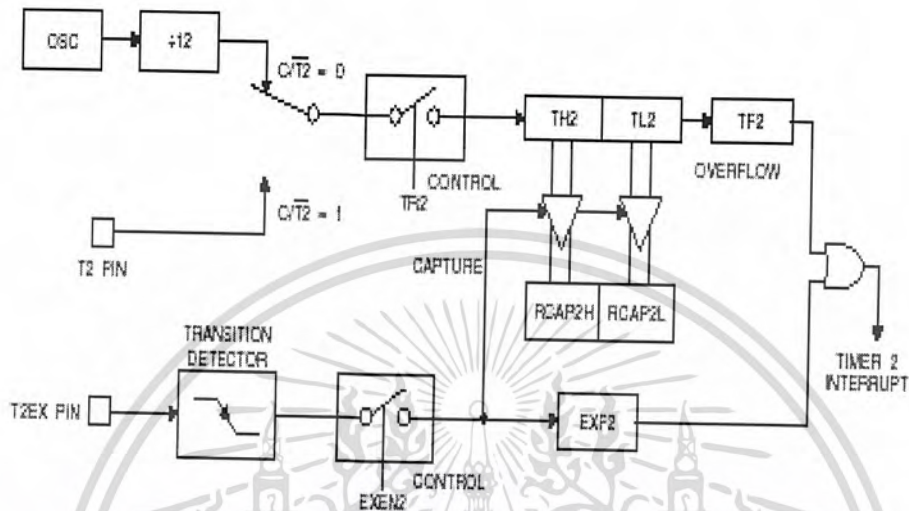 OSC
÷12
C/T2̅ = 0
TH2
TL2
TF2
OVERFLOW
CONTROL
TR2
C/T2̅ = 1
T2 PIN
CAPTURE
RCAP2H
RCAP2L
TRANSITION
DETECTOR
TIMER 2
INTERRUPT
T2EX PIN
EXF2
CONTROL
EXEN2